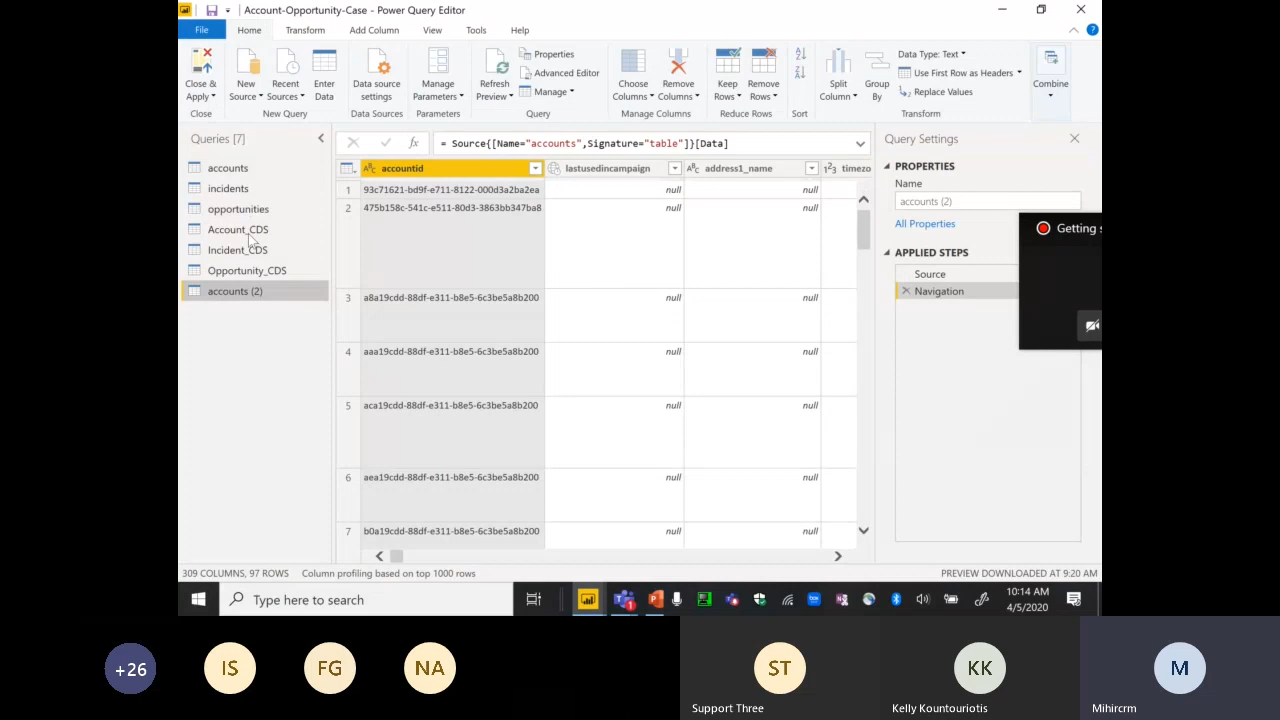 Account-Opportunity-Case - Power Query Editor
File Home Transform Add Column View Tools Help
Close & Apply
New Source
Recent Sources
Enter Data
Data source settings
Manage Parameters
Refresh Preview
Properties
Advanced Editor
Manage
Choose Columns
Remove Columns
Keep Rows
Remove Rows
Split Column
Group By
Data Type: Text
Use First Row as Headers
Replace Values
Combine
Close
New Query
Data Sources
Parameters
Query
Manage Columns
Reduce Rows
Sort
Transform
Queries [7]
accounts
incidents
opportunities
Account_CDS
Incident_CDS
Opportunity_CDS
accounts (2)
fx = Source{[Name="accounts",Signature="table"]}[Data]
ABC accountid lastusedincampaign ABC address1_name 123 timezo
1 93c71621-bd9f-e711-8122-000d3a2ba2ea null null
2 475b158c-541c-e511-80d3-3863bb347ba8 null null
3 a8a19cdd-88df-e311-b8e5-6c3be5a8b200 null null
4 aaa19cdd-88df-e311-b8e5-6c3be5a8b200 null null
5 aca19cdd-88df-e311-b8e5-6c3be5a8b200 null null
6 aea19cdd-88df-e311-b8e5-6c3be5a8b200 null null
7 b0a19cdd-88df-e311-b8e5-6c3be5a8b200 null null
Query Settings
PROPERTIES
Name
accounts (2)
All Properties
APPLIED STEPS
Source
Navigation
Getting s
309 COLUMNS, 97 ROWS Column profiling based on top 1000 rows PREVIEW DOWNLOADED AT 9:20 AM
Type here to search
10:14 AM
4/5/2020
+26 IS FG NA ST KK M
Support Three Kelly Kountouriotis Mihircrm